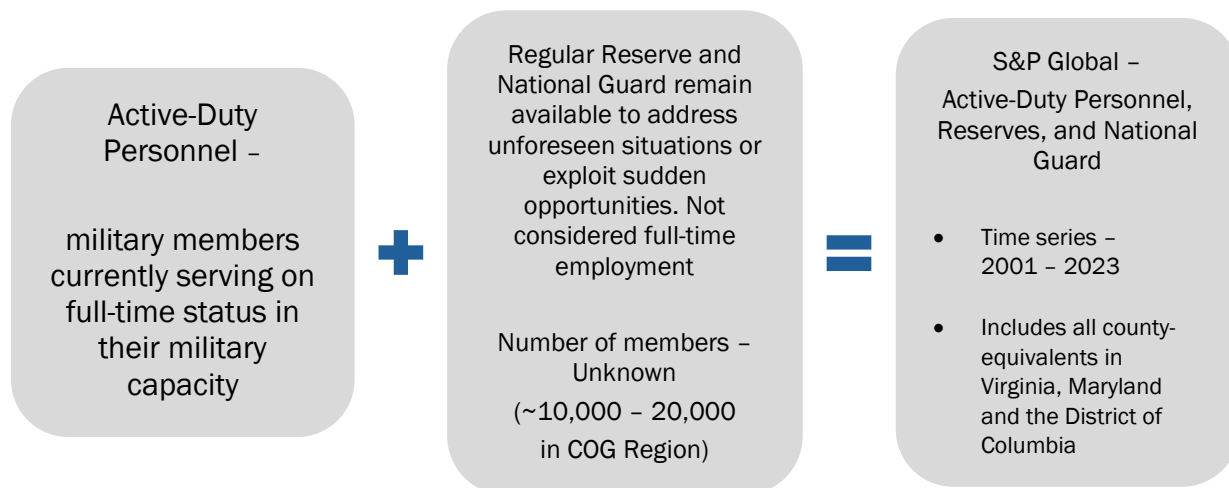 Active-Duty
Personnel –
military members
currently serving on
full-time status in
their military
capacity
Regular Reserve and
National Guard remain
available to address
unforeseen situations or
exploit sudden
opportunities. Not
considered full-time
employment
Number of members –
Unknown
(~10,000 – 20,000
in COG Region)
S&P Global –
Active-Duty Personnel,
Reserves, and National
Guard
• Time series –
2001 – 2023
• Includes all county-
equivalents in
Virginia, Maryland
and the District of
Columbia